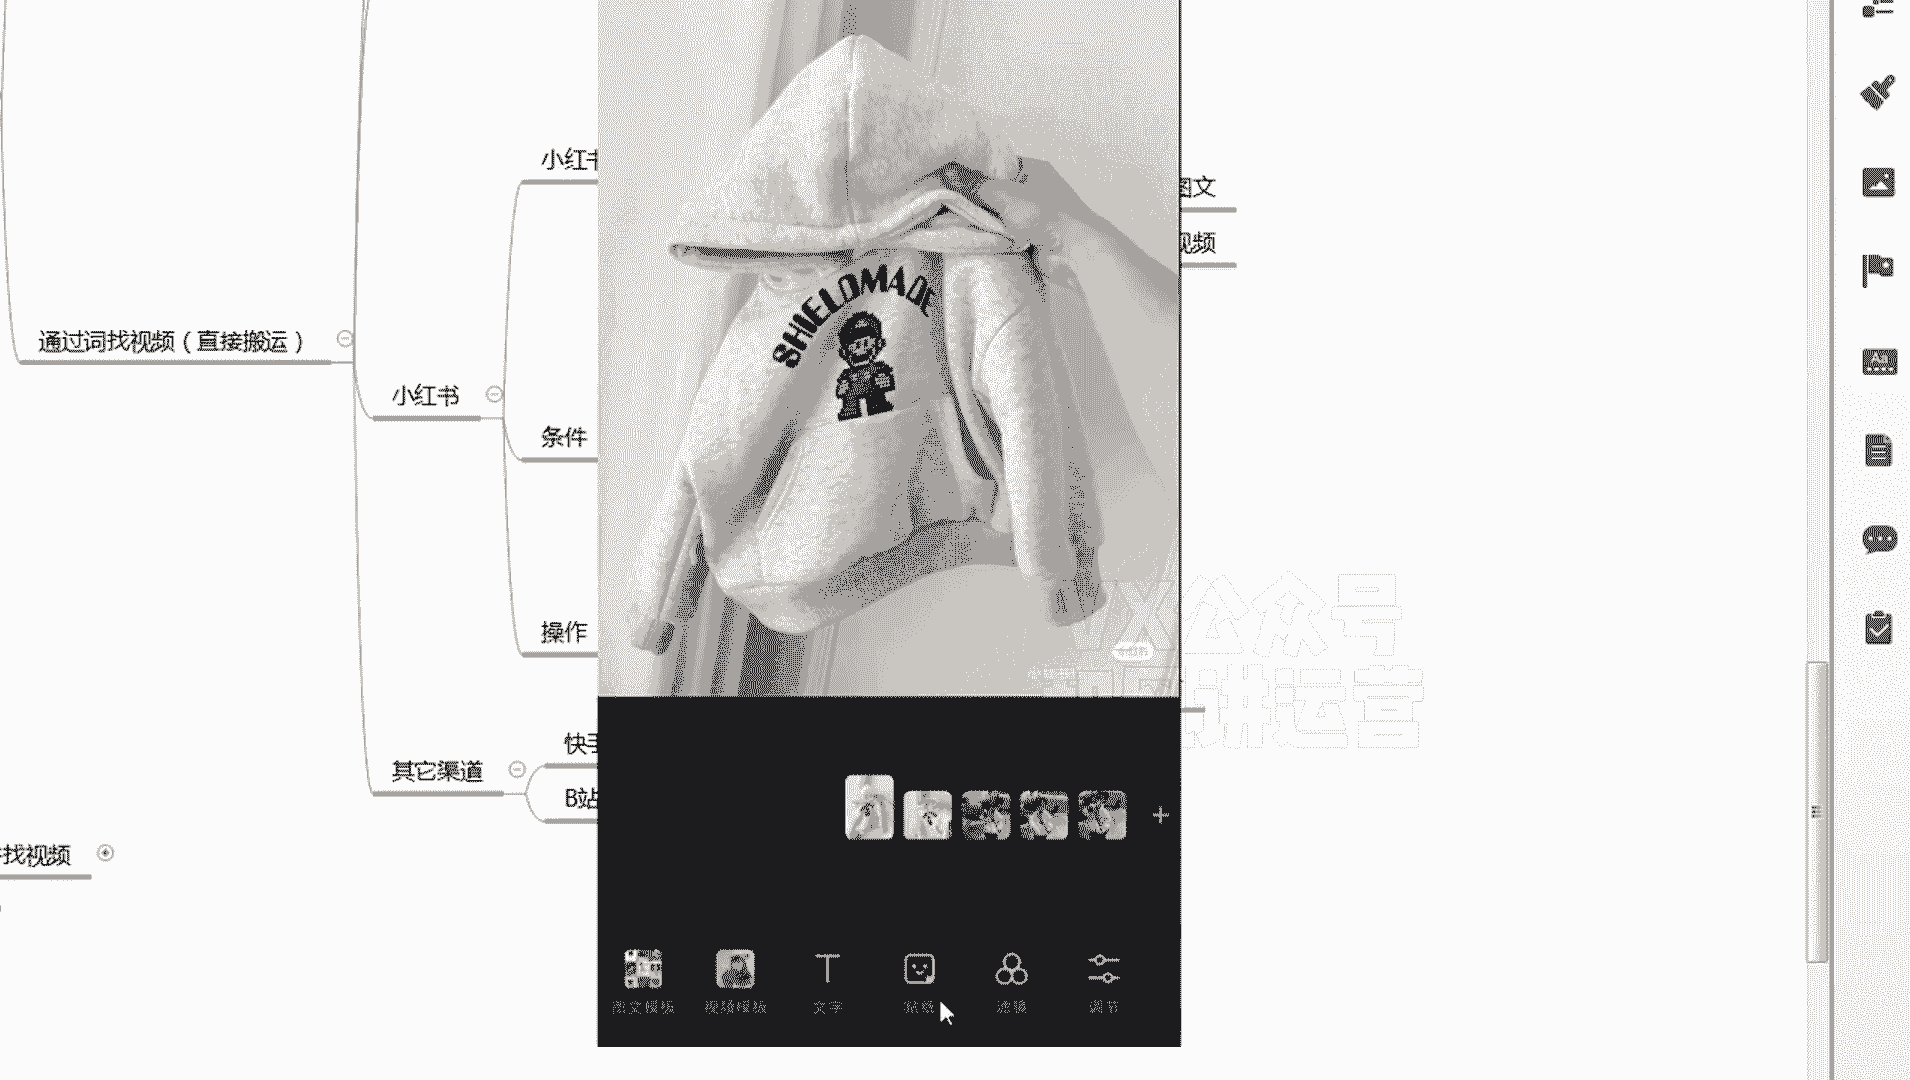 小红
图文
视频
通过词找视频（直接搬运）
小红书
条件
操作
其它渠道
快手
B站
找视频
SHIELDMADE
VX公众号
讲运营
图文模板
视频模板
文字
贴纸
滤镜
调节
Aa